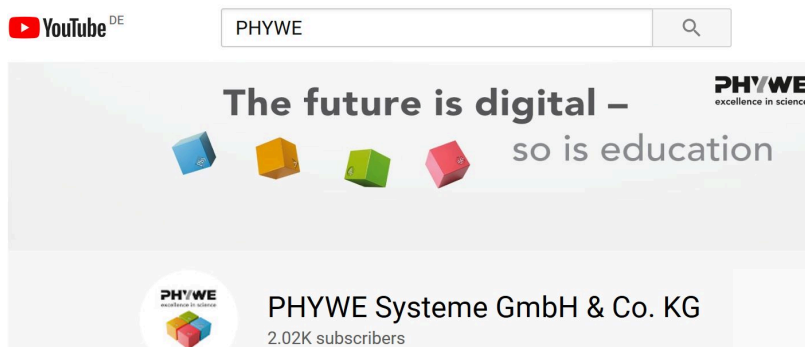 YouTube DE
PHYWE
The future is digital –
PHYWE
excellence in science
so is education
PHYWE
excellence in science
PHYWE Systeme GmbH & Co. KG
2.02K subscribers